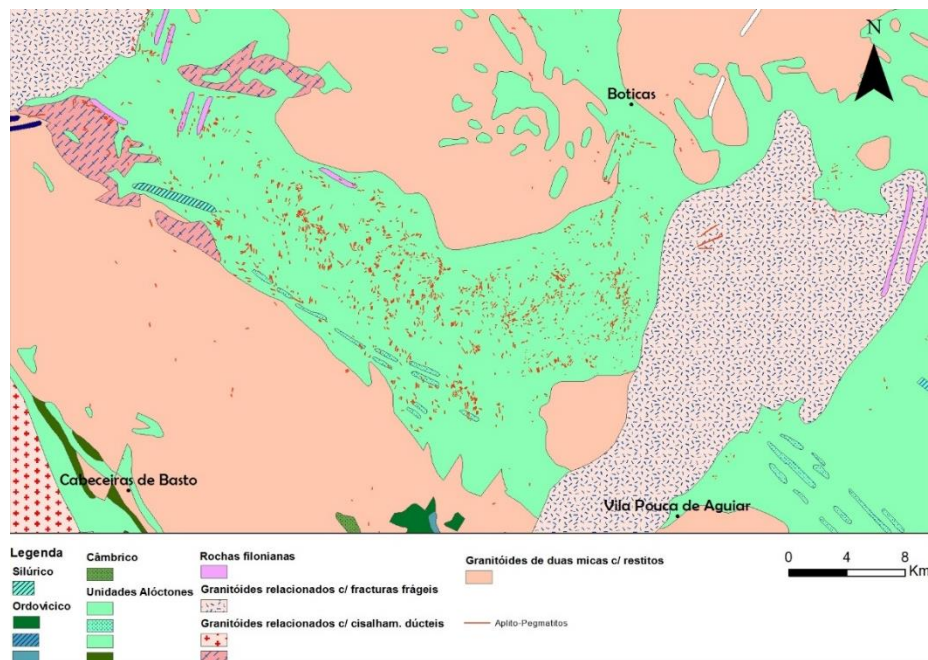 N
Boticas
Cabeceiras de Basto
Vila Pouca de Aguiar
Legenda
Silúrico
Ordovicico
Câmbrico
Unidades Alóctones
Rochas filonianas
Granitóides relacionados c/ fracturas frágeis
Granitóides relacionados c/ cisalham. dúcteis
Granitóides de duas micas c/ restitos
Aplito-Pegmatitos
0 4 8
Km